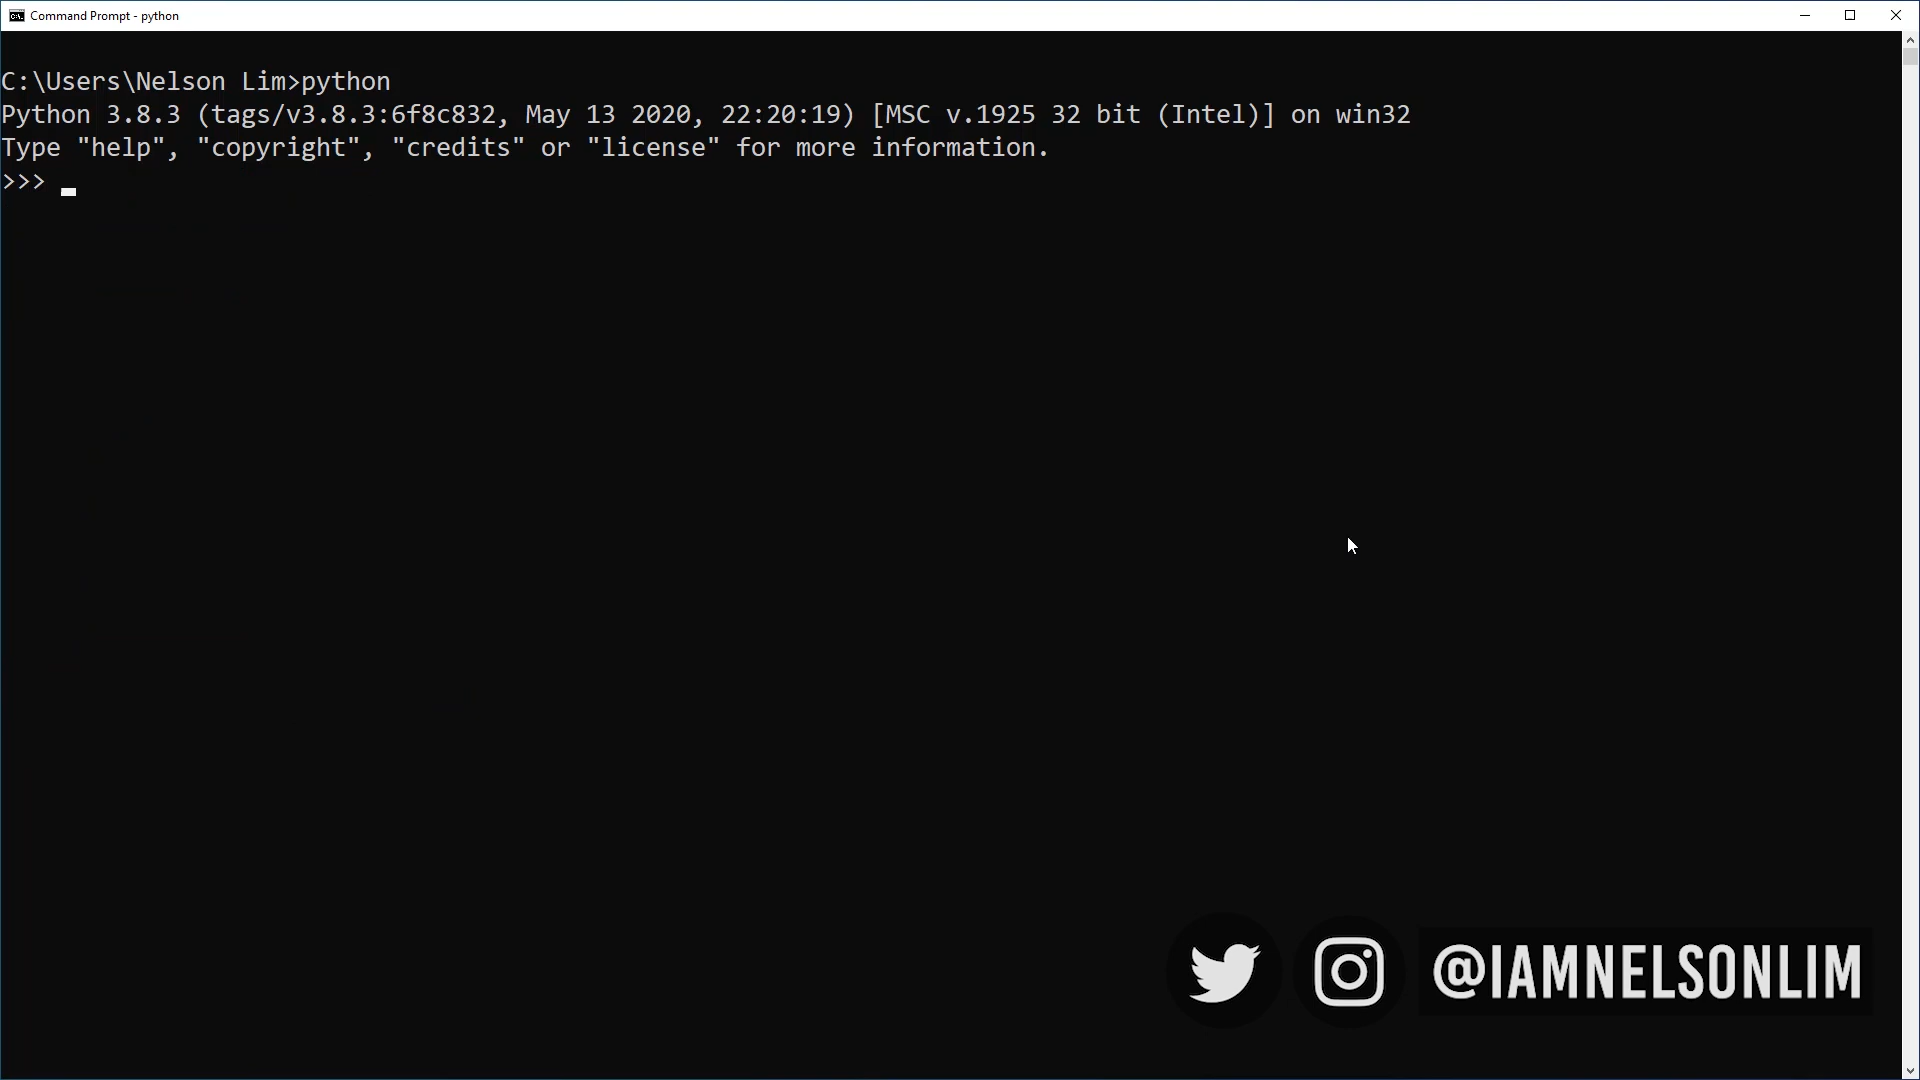 Command Prompt - python
C:\Users\Nelson Lim>python
Python 3.8.3 (tags/v3.8.3:6f8c832, May 13 2020, 22:20:19) [MSC v.1925 32 bit (Intel)] on win32
Type "help", "copyright", "credits" or "license" for more information.
>>>
@IAMNELSONLIM